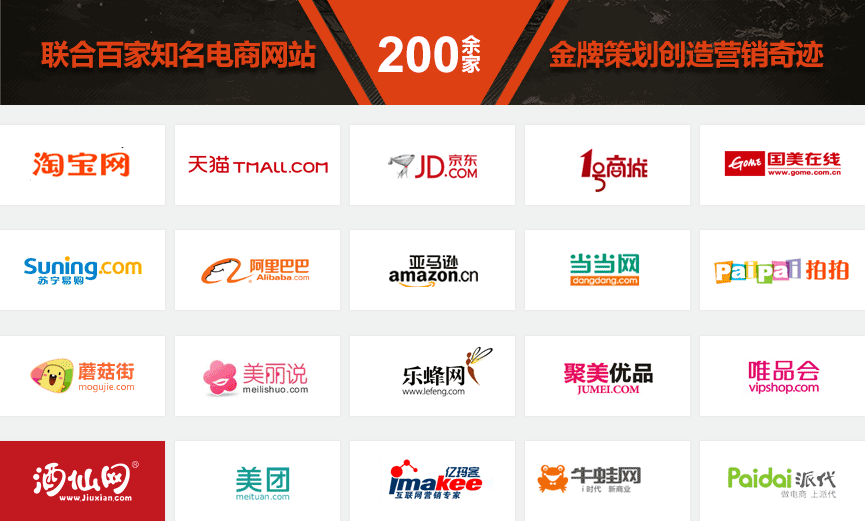 联合百家知名电商网站
200余家
金牌策划创造营销奇迹
淘宝网
天猫 TMALL.COM
JD京东
.COM
1号商城
GOME 国美在线
www.gome.com.cn
Suning.com
苏宁易购
阿里巴巴
Alibaba.com
亚马逊
amazon.cn
当当网
dangdang.com
PaiPai 拍拍
蘑菇街
mogujie.com
美丽说
meilishuo.com
乐蜂网
www.lefeng.com
聚美优品
JUMEI.COM
唯品会
vipshop.com
酒仙网®
www.Jiuxian.com
美团
meituan.com
亿玛客
imakee
互联网营销专家
牛蛙网
i时代 新商业
Paidai 派代
做电商 上派代